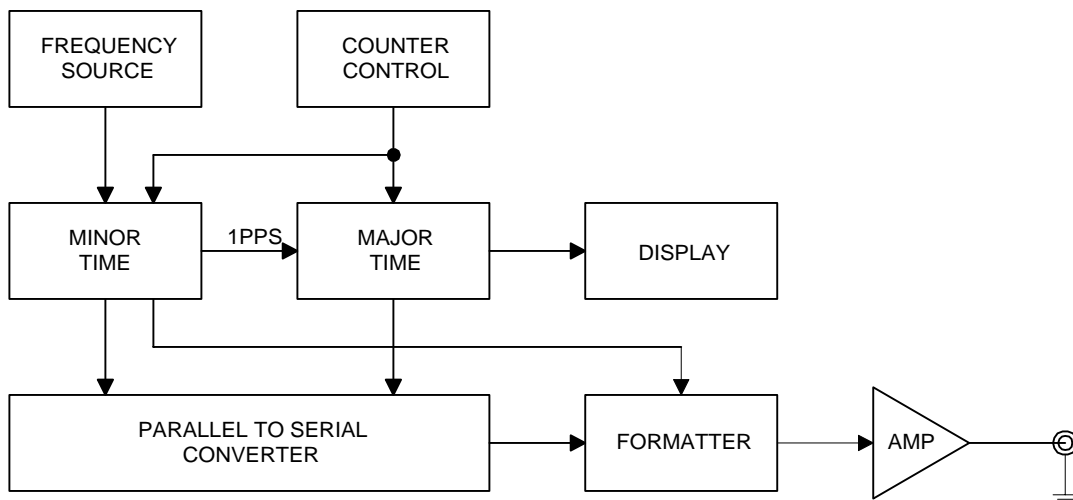 FREQUENCY
SOURCE
COUNTER
CONTROL
MINOR
TIME
1PPS
MAJOR
TIME
DISPLAY
PARALLEL TO SERIAL
CONVERTER
FORMATTER
AMP